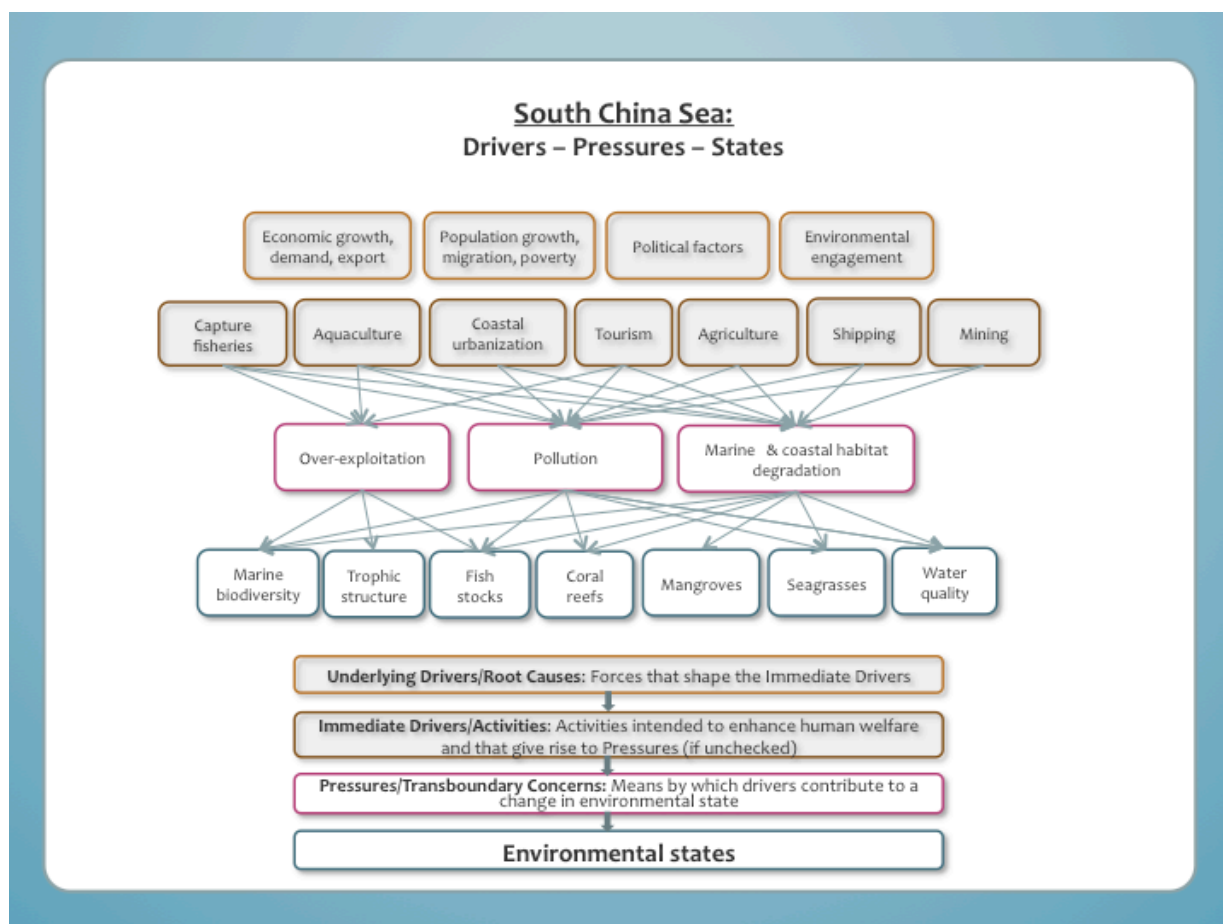 South China Sea:
Drivers – Pressures – States
Economic growth,
demand, export
Population growth,
migration, poverty
Political factors
Environmental
engagement
Capture
fisheries
Aquaculture
Coastal
urbanization
Tourism
Agriculture
Shipping
Mining
Over-exploitation
Pollution
Marine & coastal habitat
degradation
Marine
biodiversity
Trophic
structure
Fish
stocks
Coral
reefs
Mangroves
Seagrasses
Water
quality
Underlying Drivers/Root Causes: Forces that shape the Immediate Drivers
Immediate Drivers/Activities: Activities intended to enhance human welfare
and that give rise to Pressures (if unchecked)
Pressures/Transboundary Concerns: Means by which drivers contribute to a
change in environmental state
Environmental states